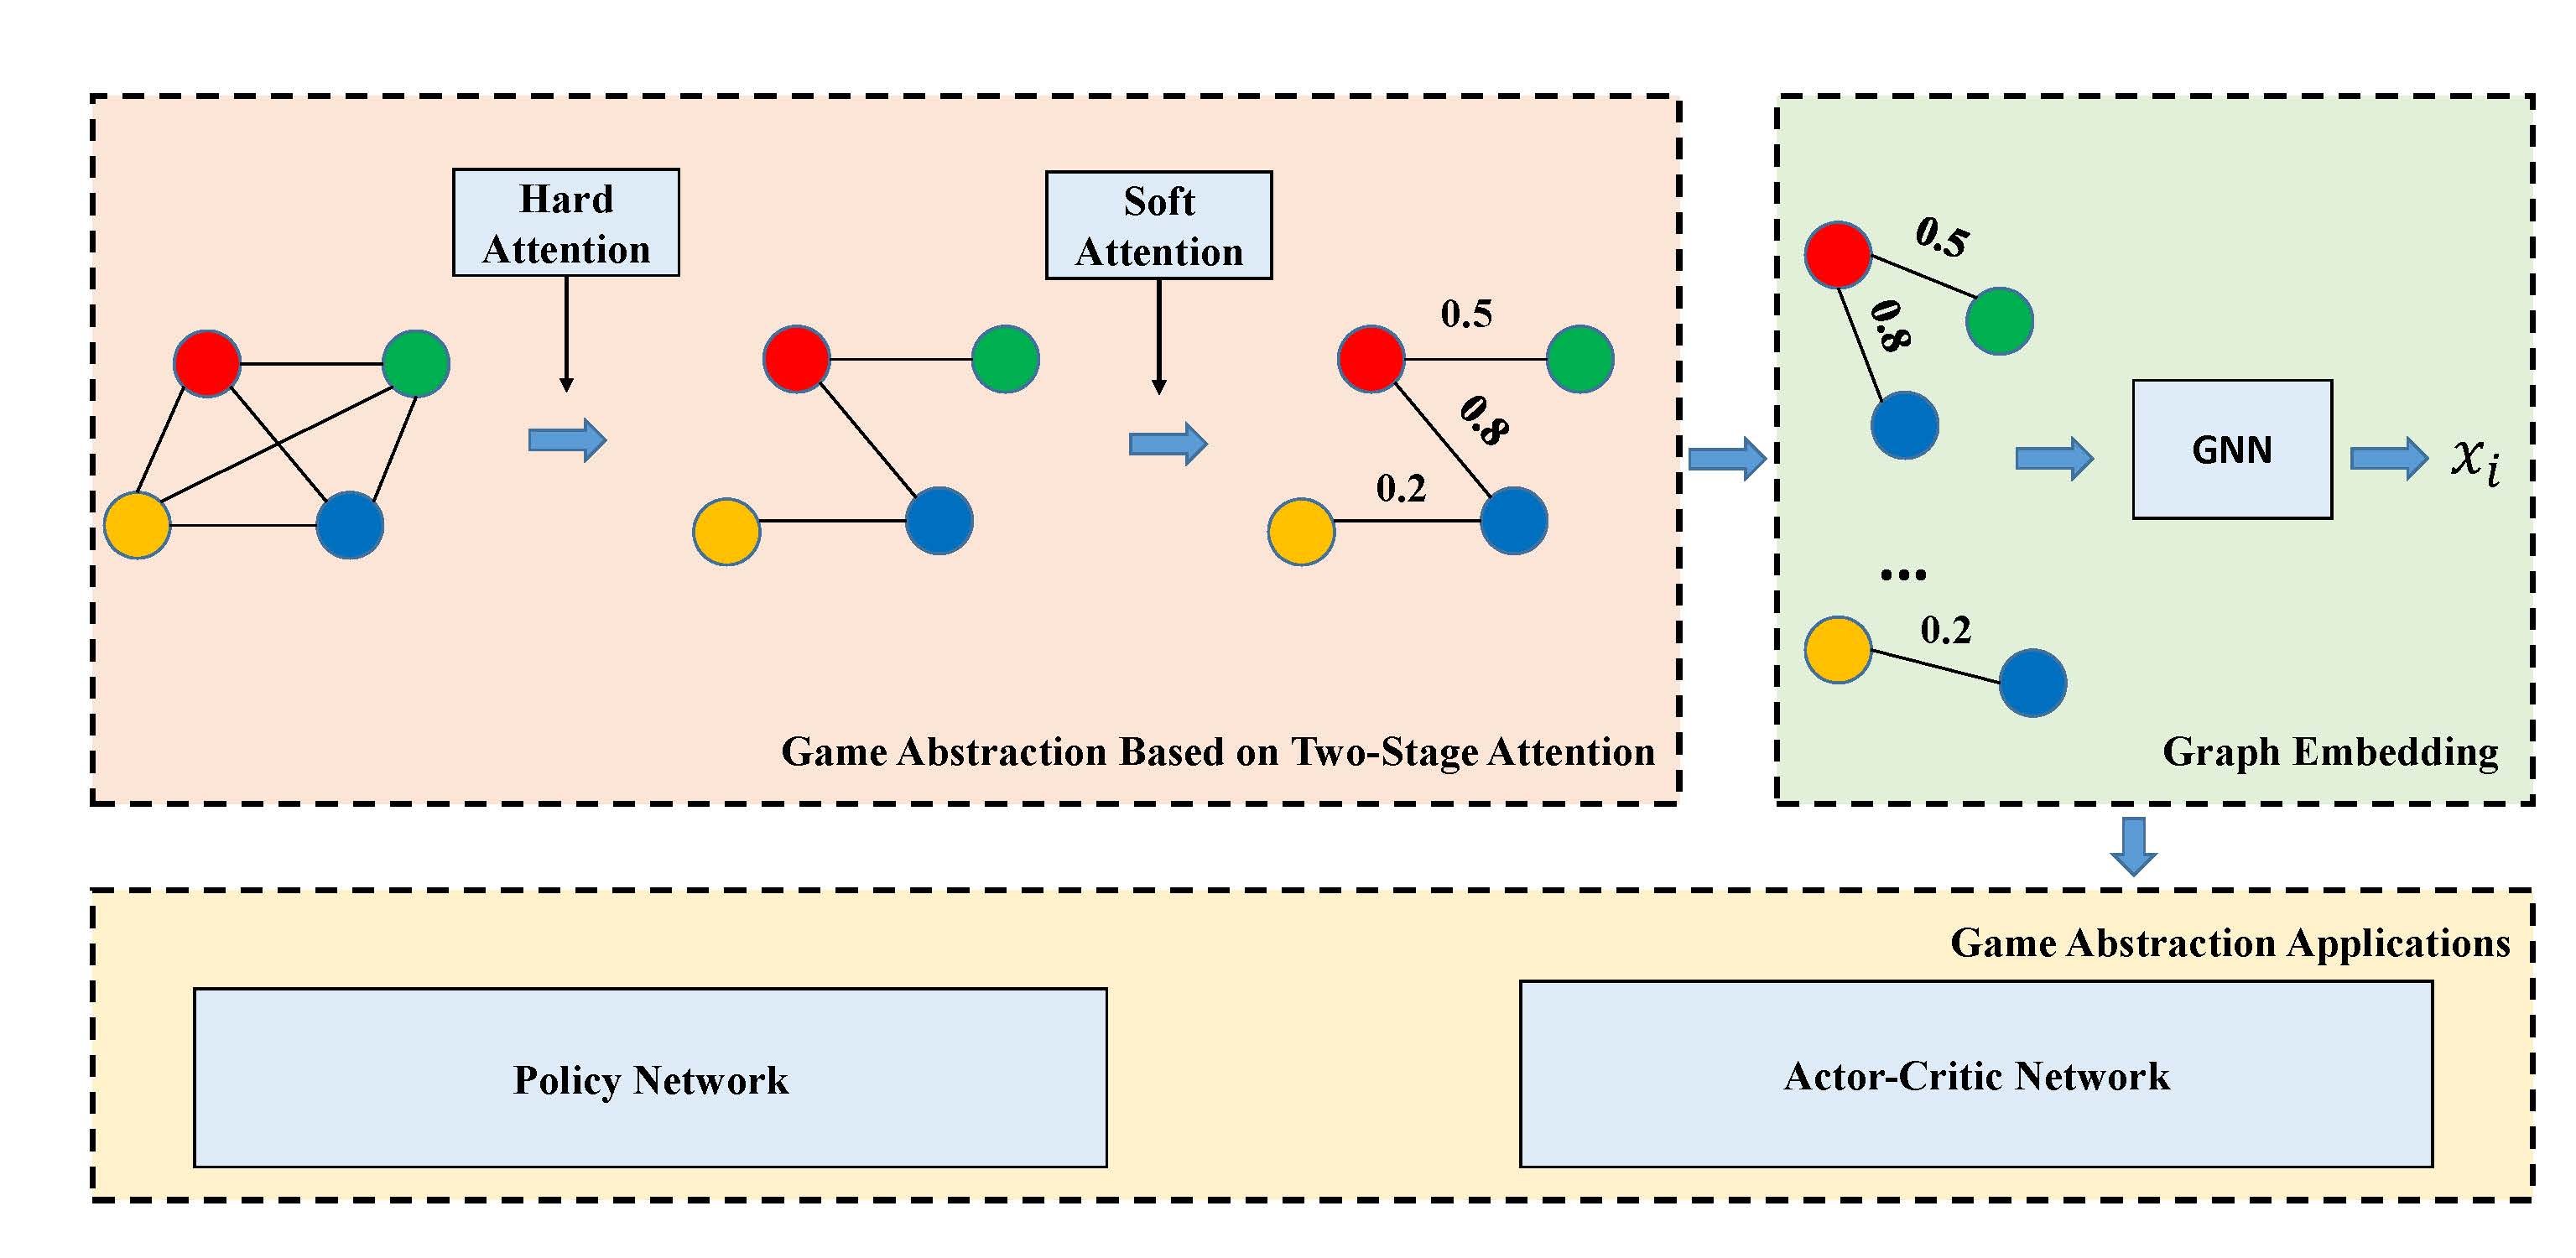 Hard
Attention
Soft
Attention
0.5
0.8
0.2
Game Abstraction Based on Two-Stage Attention
0.5
0.8
...
0.2
GNN
x_i
Graph Embedding
Game Abstraction Applications
Policy Network
Actor-Critic Network